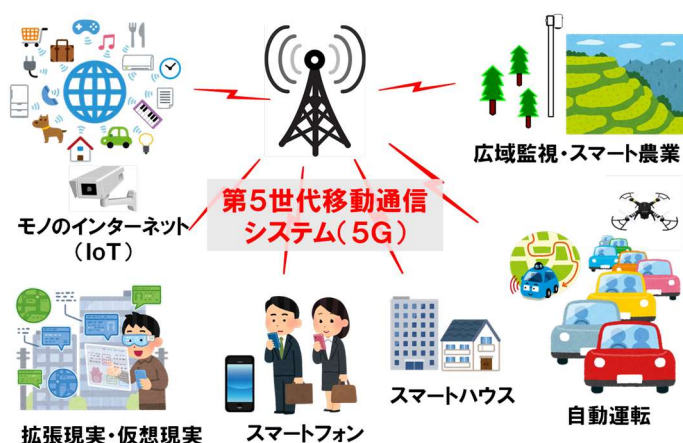 広域監視・スマート農業
モノのインターネット
（IoT）
第5世代移動通信
システム（5G）
拡張現実・仮想現実
スマートフォン
スマートハウス
自動運転